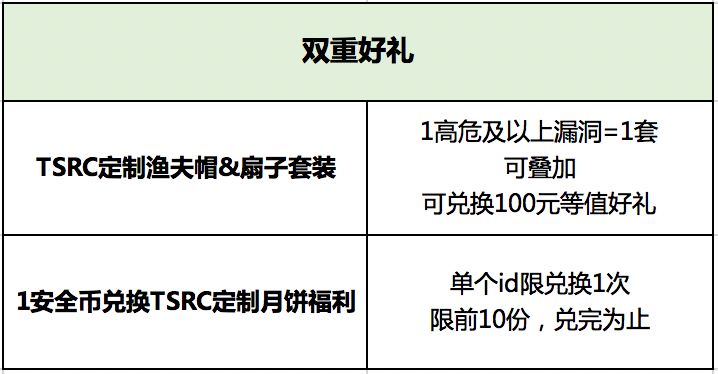 双重好礼
TSRC定制渔夫帽&扇子套装
1高危及以上漏洞=1套
可叠加
可兑换100元等值好礼
1安全币兑换TSRC定制月饼福利
单个id限兑换1次
限前10份，兑完为止